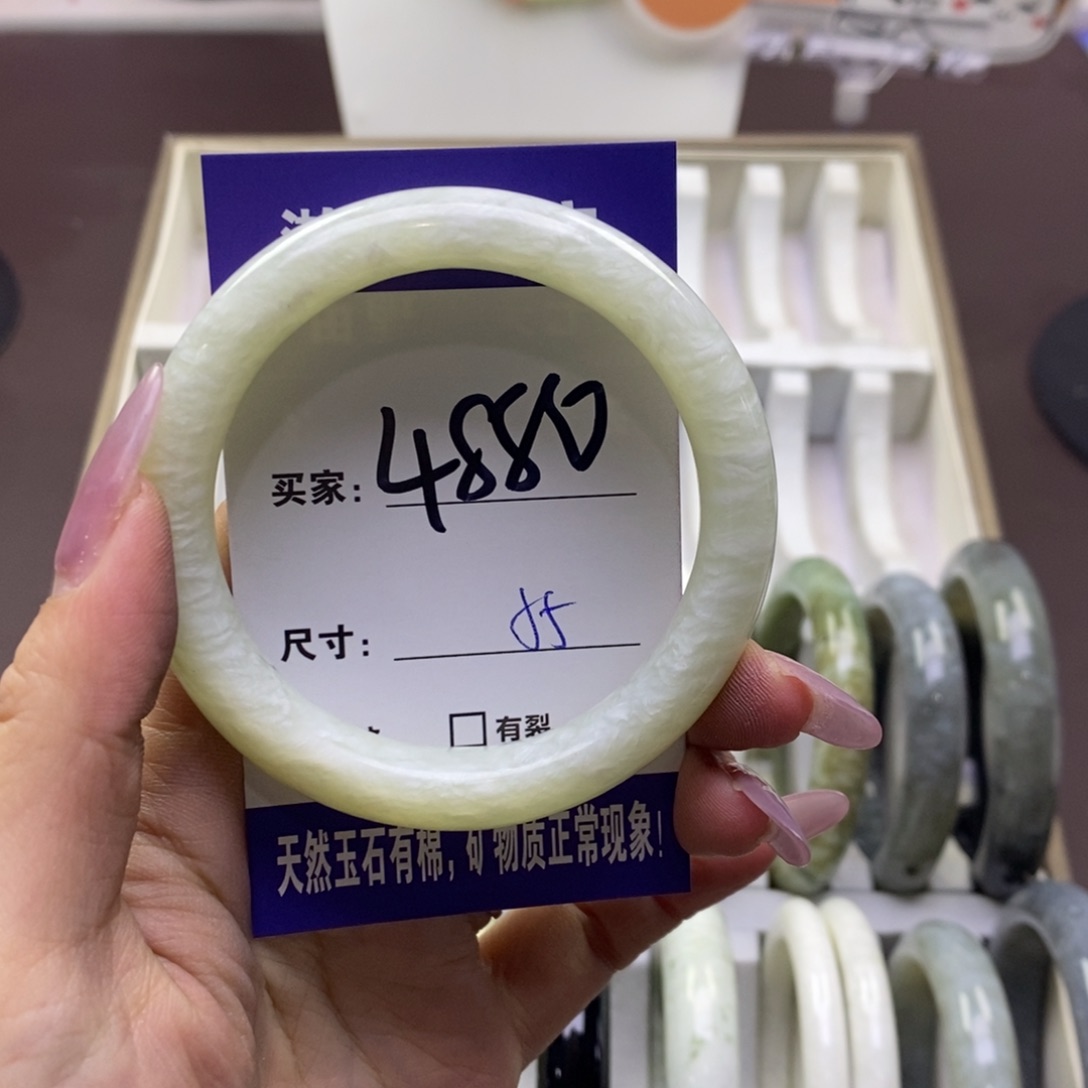 买家: 4880
尺寸: 55
有裂
天然玉石有棉, 矿物质正常现象!